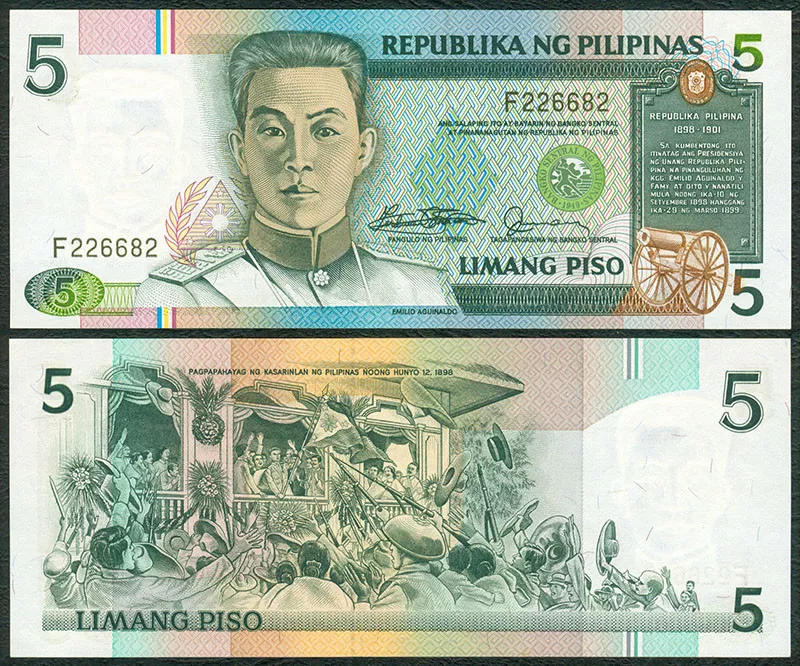 5
REPUBLIKA NG PILIPINAS
5
F226682
ANG SALAPING ITO AY BAYARIN NG BANGKO SENTRAL
AT PINANANAGUTAN NG REPUBLIKA NG PILIPINAS
REPUBLIKA PILIPINA
1898-1901
SA KUMBENTONG ITO
ITINATAG ANG PRESIDENSIYA
NG UNANG REPUBLIKA PILI-
PINA NA PINANGULUHAN NG
KGG. EMILIO AGUINALDO Y
FAMY AT DITO'Y NANATILI
MULA NOONG IKA-10 NG
SETYEMBRE 1898 HANGGANG
IKA-29 NG MARSO 1899.
BANGKO SENTRAL NG PILIPINAS
1949
F226682
PANGULO NG PILIPINAS
TAGAPANGASIWA NG BANGKO SENTRAL
LIMANG PISO
5
5
EMILIO AGUINALDO
PAGPAPAHAYAG NG KASARINLAN NG PILIPINAS NOONG HUNYO 12, 1898
5
5
LIMANG PISO
5